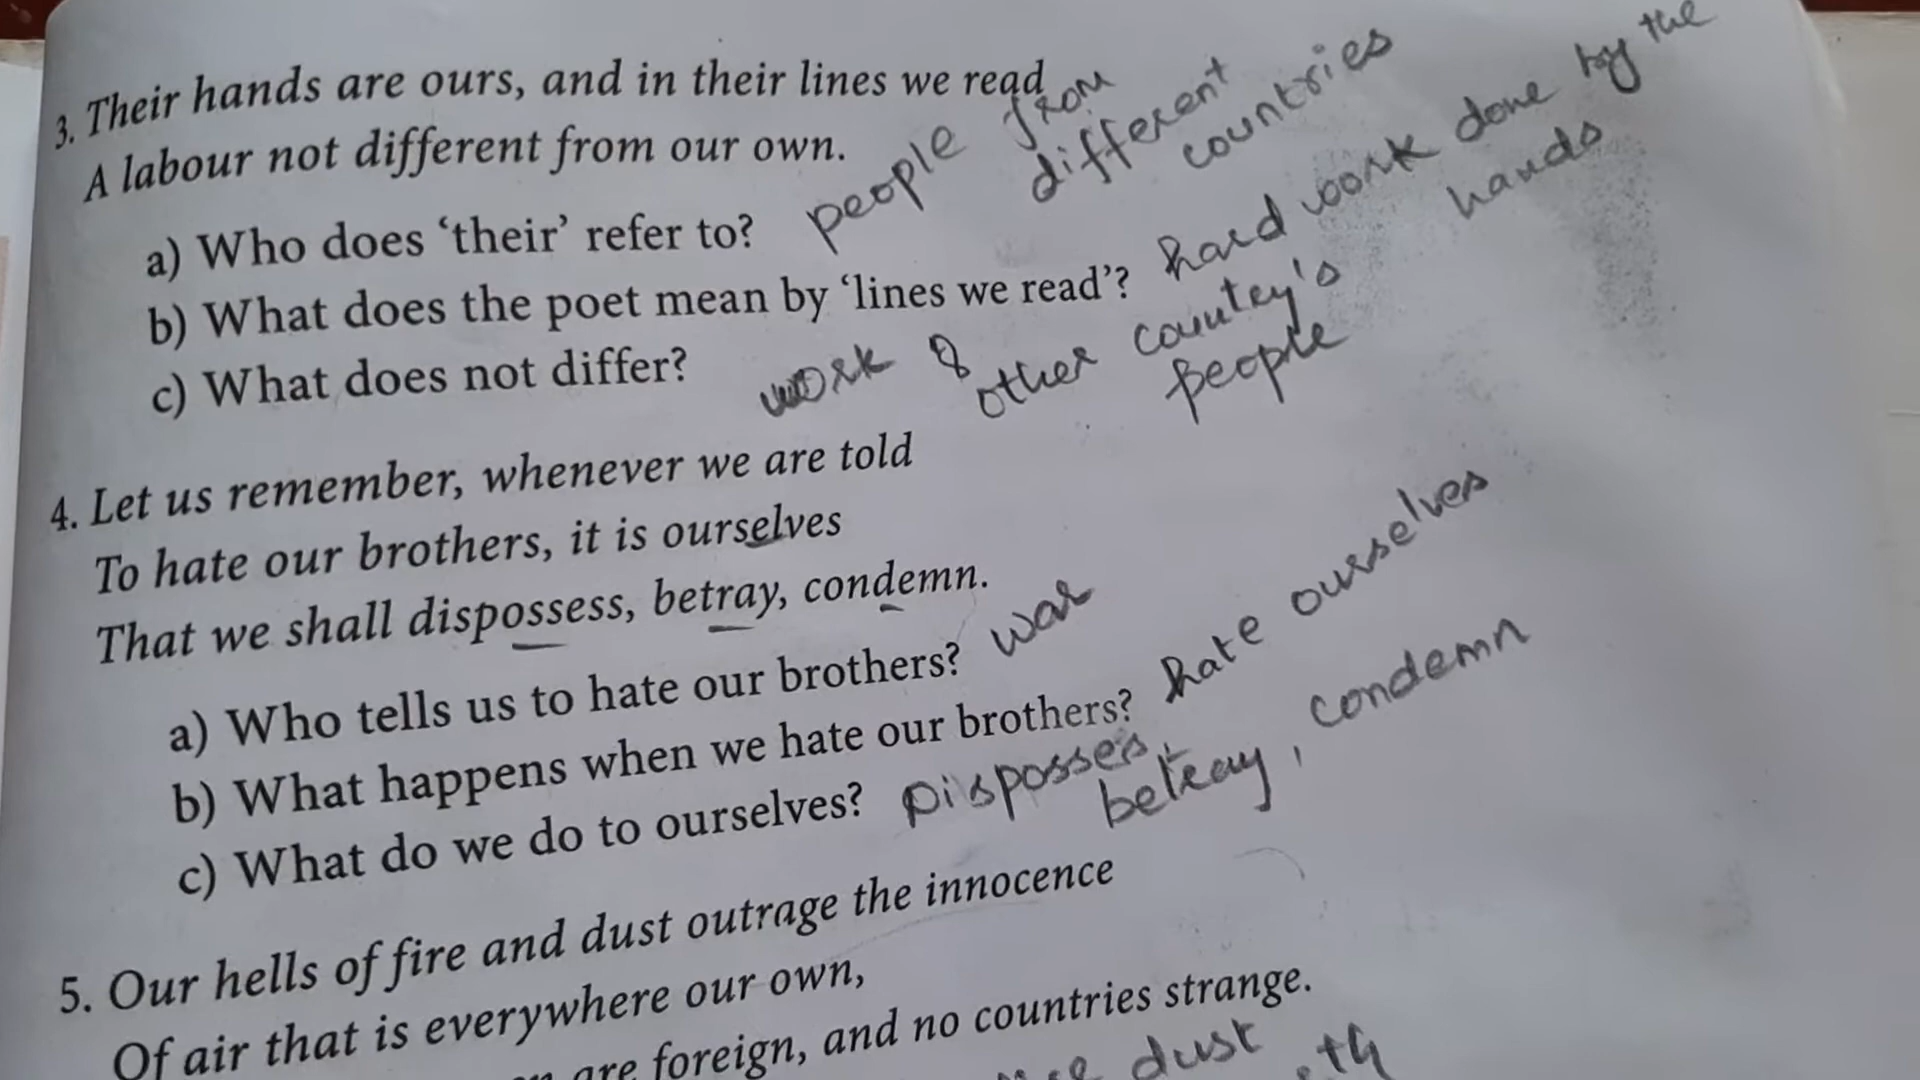 3. Their hands are ours, and in their lines we read
A labour not different from our own.
a) Who does ‘their’ refer to? people from different countries
b) What does the poet mean by ‘lines we read’? hard work done by the hands
c) What does not differ? work & other country's people
4. Let us remember, whenever we are told
To hate our brothers, it is ourselves
That we shall dispossess, betray, condemn.
a) Who tells us to hate our brothers? war
b) What happens when we hate our brothers? hate ourselves
c) What do we do to ourselves? Disposses, betray, condemn
5. Our hells of fire and dust outrage the innocence
Of air that is everywhere our own,
are foreign, and no countries strange.
dust